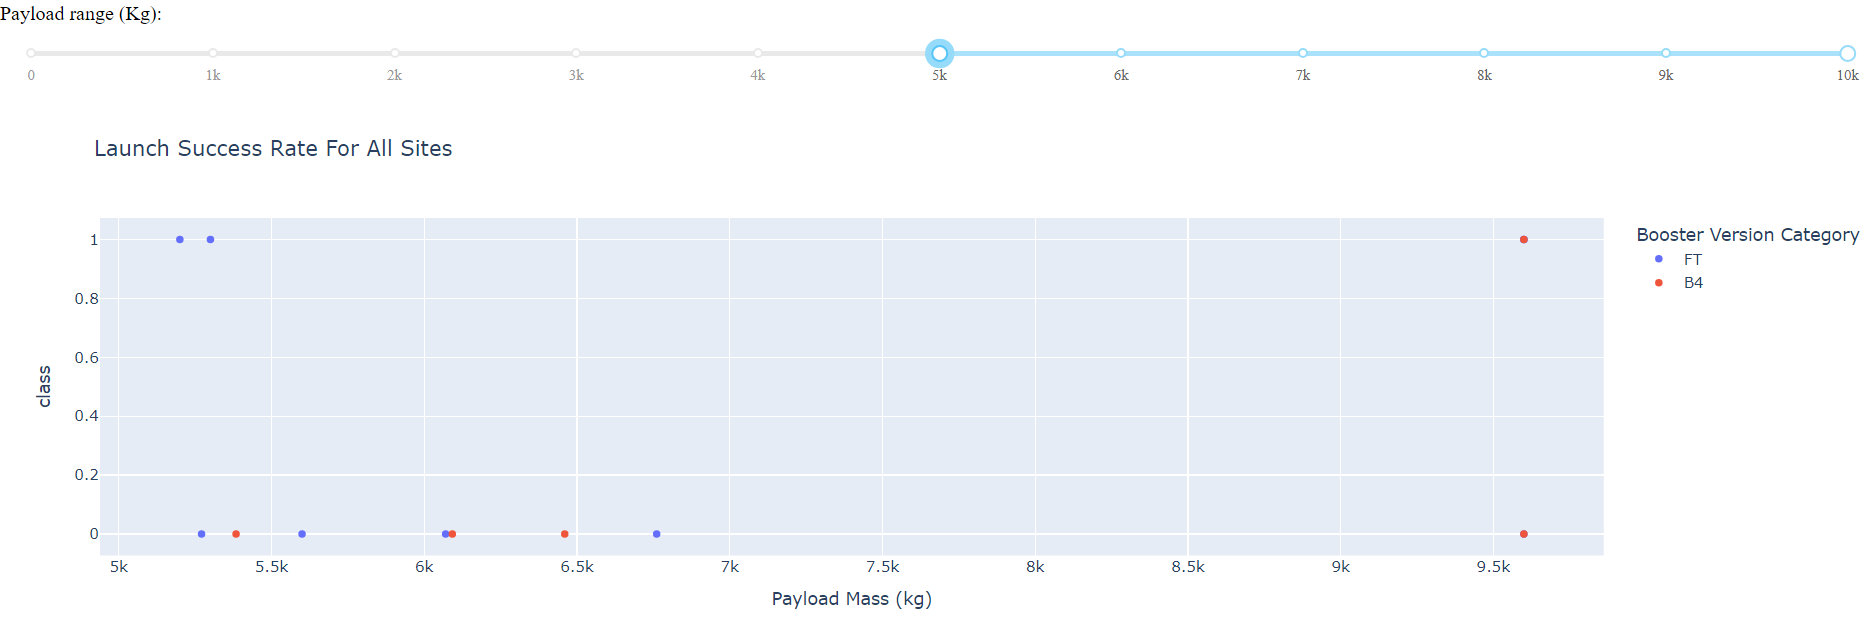 Payload range (Kg):
0 1k 2k 3k 4k 5k 6k 7k 8k 9k 10k
Launch Success Rate For All Sites
Booster Version Category
FT
B4
1
0.8
0.6
0.4
0.2
0
class
5k 5.5k 6k 6.5k 7k 7.5k 8k 8.5k 9k 9.5k
Payload Mass (kg)